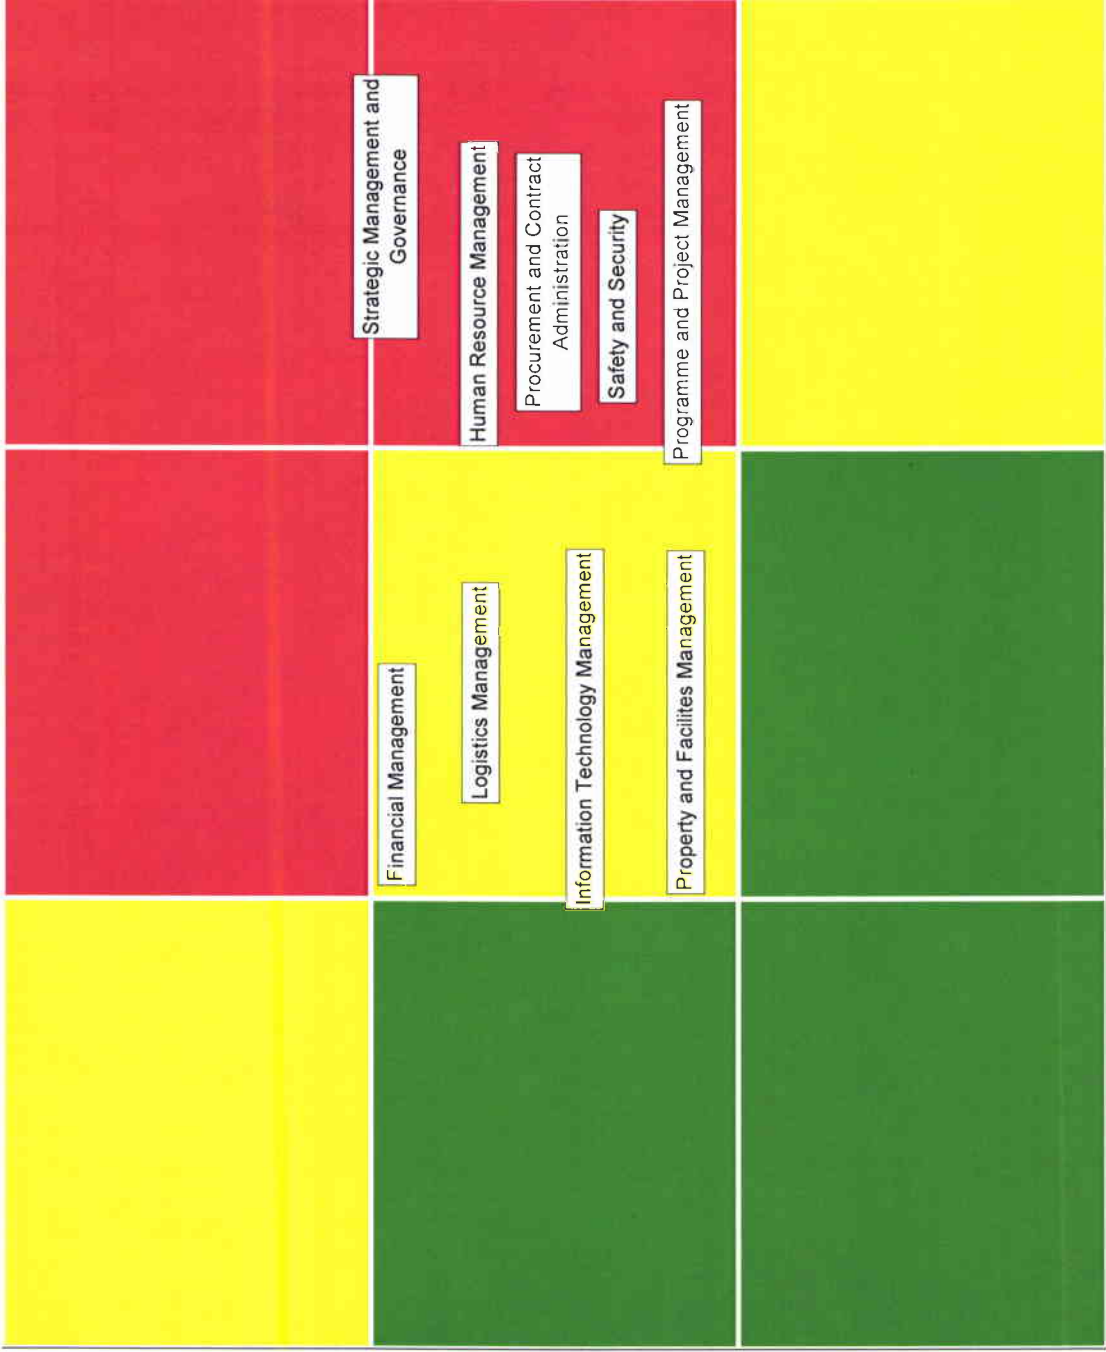 Strategic Management and
Governance
Human Resource Management
Procurement and Contract
Administration
Safety and Security
Programme and Project Management
Financial Management
Logistics Management
Information Technology Management
Property and Facilites Management